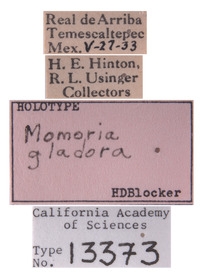 Real de Arriba
Temescaltepec
Mex. V-27-33
H. E. Hinton,
R. L. Usinger
Collectors
HOLOTYPE
Momoria
gladora
HDBlocker
California Academy
of Sciences
Type
No. 13373